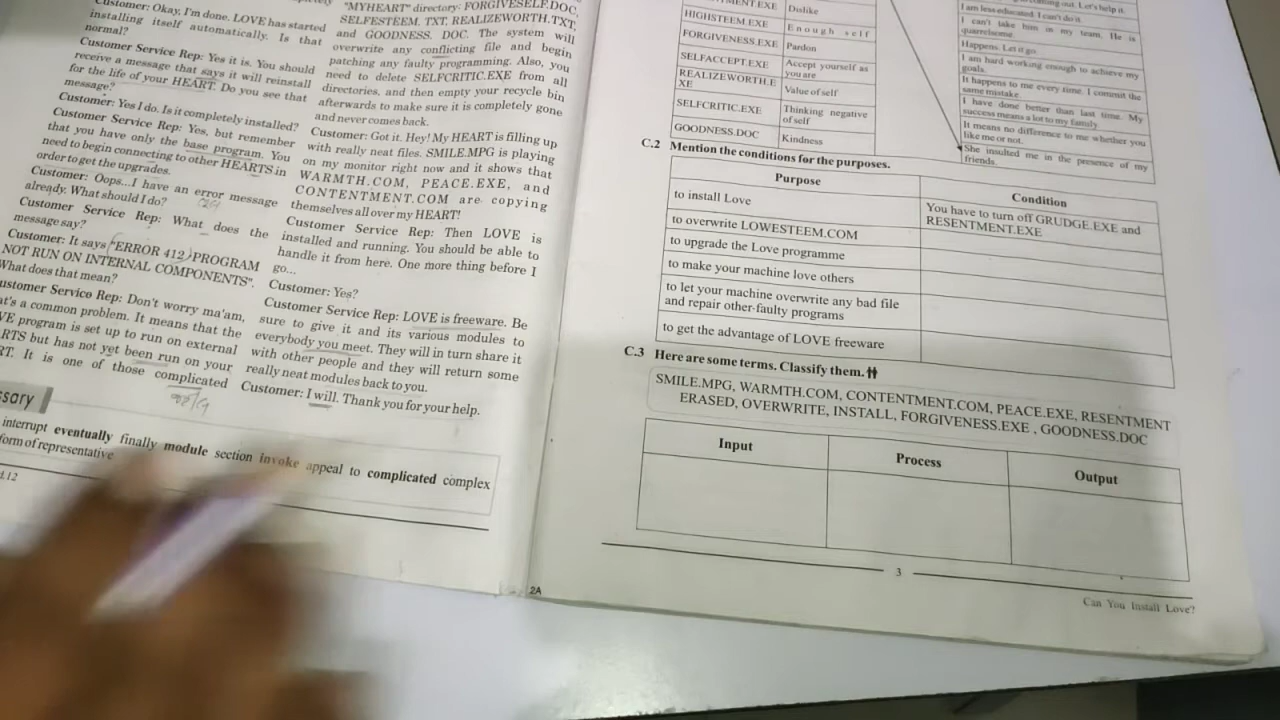 Customer: Okay, I'm done. LOVE has started
installing itself automatically. Is that
normal?
Customer Service Rep: Yes it is. You should
receive a message that says it will reinstall
for the life of your HEART. Do you see that
message?
Customer: Yes I do. Is it completely installed?
Customer Service Rep: Yes, but remember
that you have only the base program. You
need to begin connecting to other HEARTS in
order to get the upgrades.
Customer: Oops...I have an error message
already. What should I do?
Customer Service Rep: What does the
message say?
Customer: It says "ERROR 412 PROGRAM
NOT RUN ON INTERNAL COMPONENTS".
What does that mean?
Customer Service Rep: Don't worry ma'am,
at's a common problem. It means that the
VE program is set up to run on external
RTS but has not yet been run on your
RT. It is one of those complicated
"MYHEART" directory: FORGIVESELF.DOC,
SELFESTEEM. TXT, REALIZEWORTH.TXT,
and GOODNESS. DOC. The system will
overwrite any conflicting file and begin
patching any faulty programming. Also, you
need to delete SELFCRITIC.EXE from all
directories, and then empty your recycle bin
afterwards to make sure it is completely gone
and never comes back.
Customer: Got it. Hey! My HEART is filling up
with really neat files. SMILE.MPG is playing
on my monitor right now and it shows that
WARMTH.COM, PEACE.EXE, and
CONTENTMENT.COM are copying
themselves all over my HEART!
Customer Service Rep: Then LOVE is
installed and running. You should be able to
handle it from here. One more thing before I
go...
Customer: Yes?
Customer Service Rep: LOVE is freeware. Be
sure to give it and its various modules to
everybody you meet. They will in turn share it
with other people and they will return some
really neat modules back to you.
Customer: I will. Thank you for your help.
ssary
interrupt eventually finally module section invoke appeal to complicated complex
form of representative
d.12
2A
TMENT.EXE Dislike
HIGHSTEEM.EXE Enough self
FORGIVENESS.EXE Pardon
SELFACCEPT.EXE Accept yourself as
you are
REALIZEWORTH.E
XE Value of self
SELFCRITIC.EXE Thinking negative
of self
GOODNESS.DOC Kindness
coming out. Let's help it.
I am less educated. I can't do it.
I can't take him in my team. He is
quarrelsome.
Happens. Let it go.
I am hard working enough to achieve my
goals.
It happens to me every time. I commit the
same mistake.
I have done better than last time. My
success means a lot to my family.
It means no difference to me whether you
like me or not.
She insulted me in the presence of my
friends.
C.2 Mention the conditions for the purposes.
Purpose Condition
to install Love You have to turn off GRUDGE.EXE and
RESENTMENT.EXE
to overwrite LOWESTEEM.COM
to upgrade the Love programme
to make your machine love others
to let your machine overwrite any bad file
and repair other-faulty programs
to get the advantage of LOVE freeware
C.3 Here are some terms. Classify them.
SMILE.MPG, WARMTH.COM, CONTENTMENT.COM, PEACE.EXE, RESENTMENT
ERASED, OVERWRITE, INSTALL, FORGIVENESS.EXE , GOODNESS.DOC
Input Process Output
3
Can You Install Love?